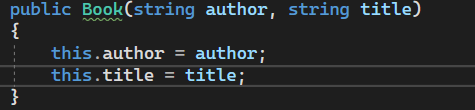 public Book(string author, string title)
{
this.author = author;
this.title = title;
}